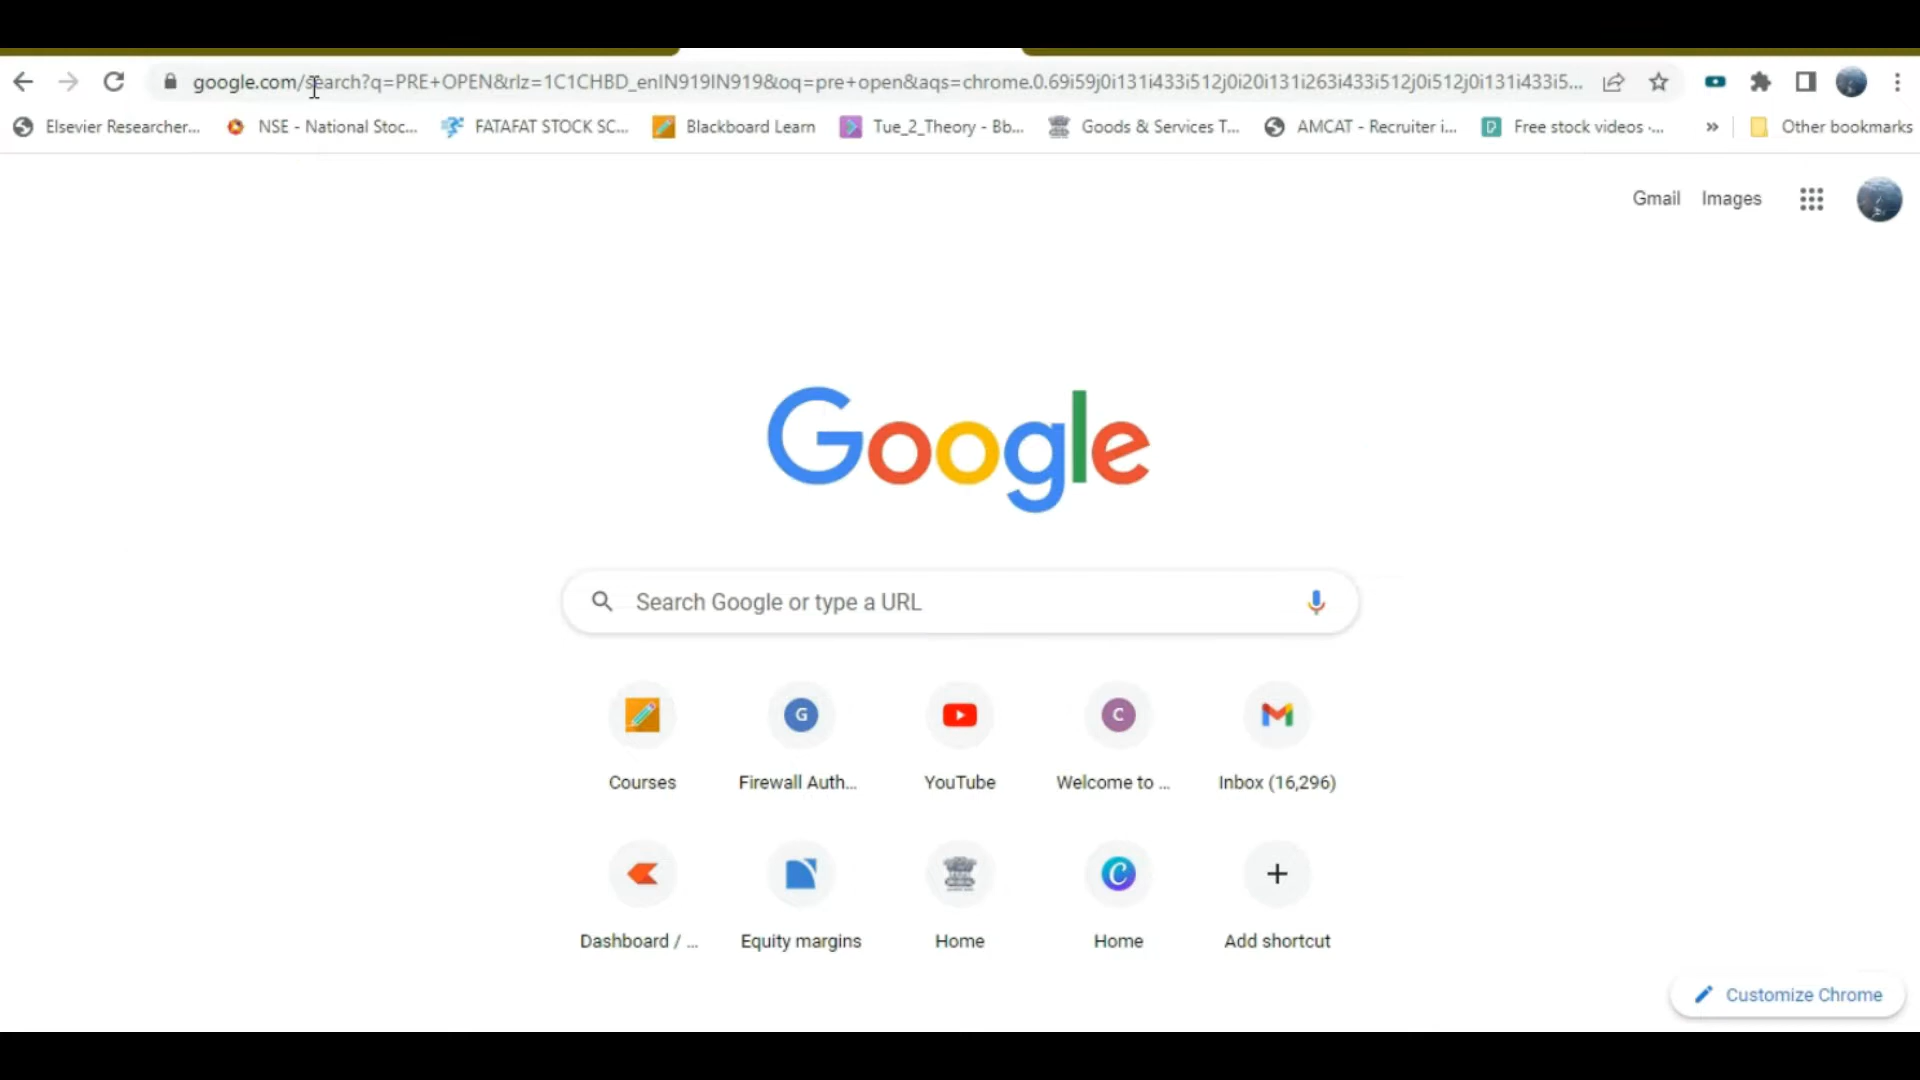 google.com/search?q=PRE+OPEN&rlz=1C1CHBD_enIN919IN919&oq=pre+open&aqs=chrome.0.69i59j0i131i433i512j0i20i131i263i433i512j0i512j0i131i433i5...
Elsevier Researcher... NSE - National Stoc... FATAFAT STOCK SC... Blackboard Learn Tue_2_Theory - Bb... Goods & Services T... AMCAT - Recruiter i... D Free stock videos ·... » Other bookmarks
Gmail Images
Google
Search Google or type a URL
G C
Courses Firewall Auth... YouTube Welcome to ... Inbox (16,296)
C
Dashboard / ... Equity margins Home Home Add shortcut
Customize Chrome